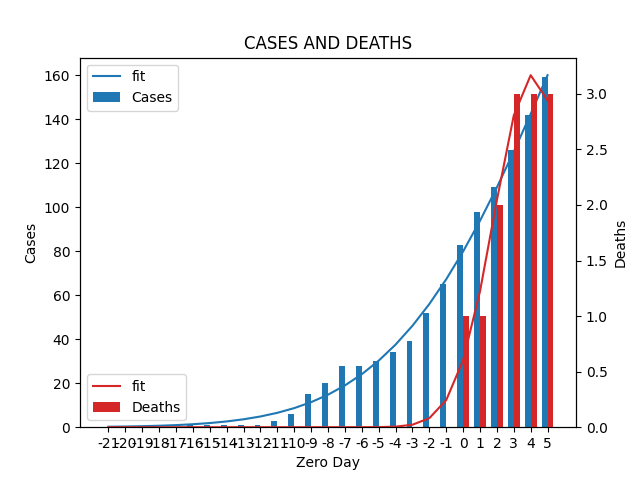 CASES AND DEATHS
fit
Cases
160
140
120
100
80
60
40
20
0
Cases
3.0
2.5
2.0
1.5
1.0
0.5
0.0
Deaths
fit
Deaths
-21 -20 -19 -18 -17 -16 -15 -14 -13 -12 -11 -10 -9 -8 -7 -6 -5 -4 -3 -2 -1 0 1 2 3 4 5
Zero Day